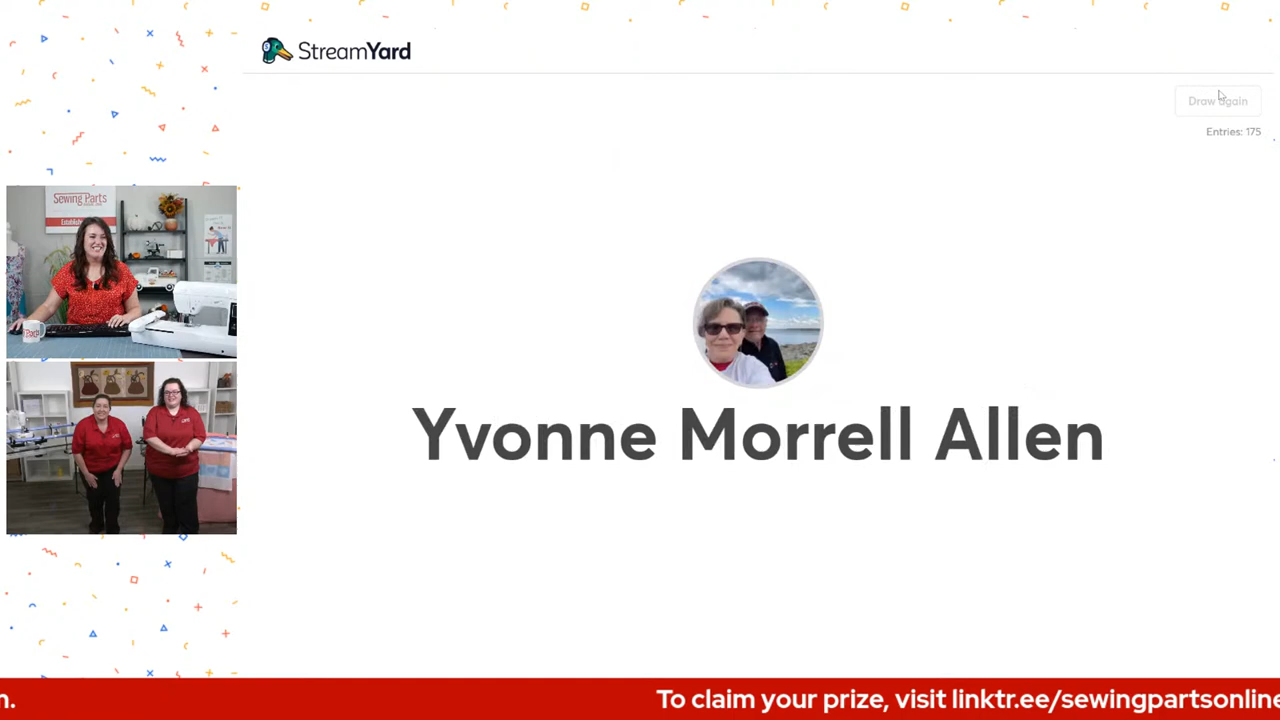 StreamYard
Draw again
Entries: 175
Sewing Parts
Yvonne Morrell Allen
To claim your prize, visit linktr.ee/sewingpartsonline